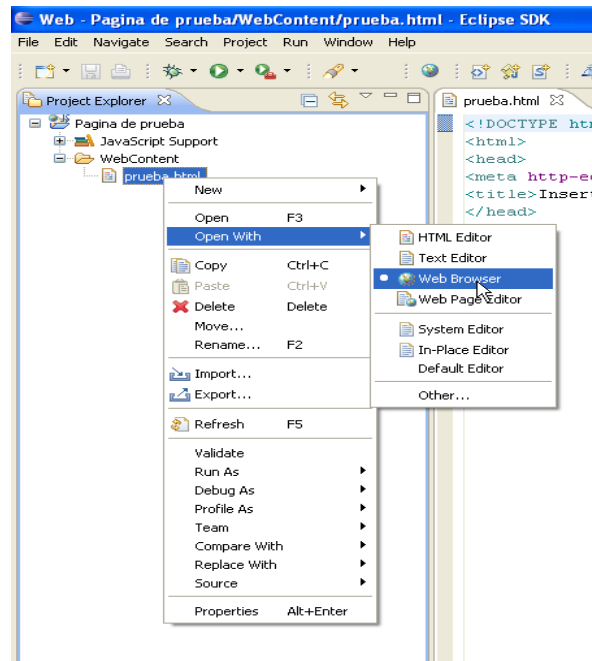 Web - Pagina de prueba/WebContent/prueba.html - Eclipse SDK
File Edit Navigate Search Project Run Window Help
Project Explorer
Pagina de prueba
JavaScript Support
WebContent
prueba.html
prueba.html
<!DOCTYPE htm
<html>
<head>
<meta http-eq
<title>Insert
</head>
New
Open F3
Open With
Copy Ctrl+C
Paste Ctrl+V
Delete Delete
Move...
Rename... F2
Import...
Export...
Refresh F5
Validate
Run As
Debug As
Profile As
Team
Compare With
Replace With
Source
Properties Alt+Enter
HTML Editor
Text Editor
Web Browser
Web Page Editor
System Editor
In-Place Editor
Default Editor
Other...